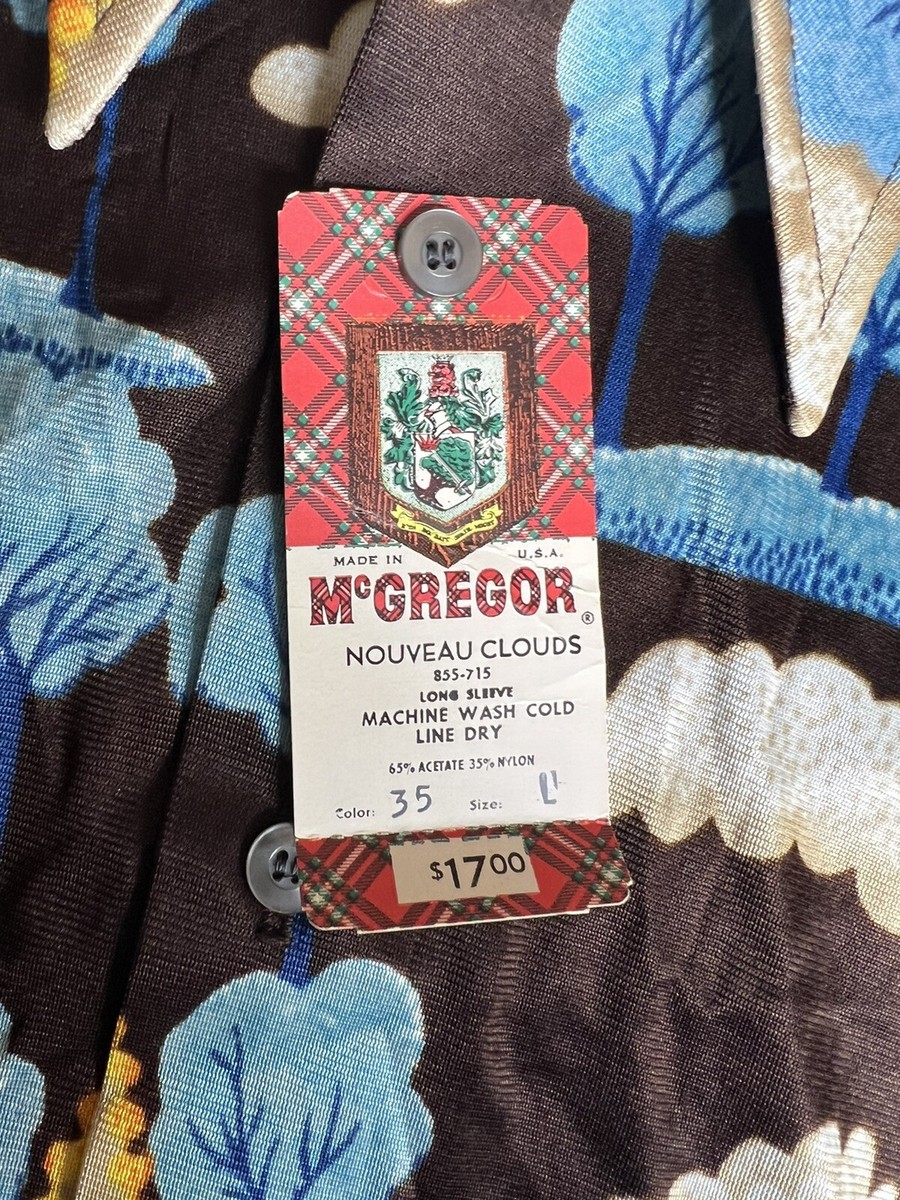 MADE IN U.S.A.
McGREGOR®
NOUVEAU CLOUDS
855-715
LONG SLEEVE
MACHINE WASH COLD
LINE DRY
65% ACETATE 35% NYLON
Color: 35 Size: L
$17.00